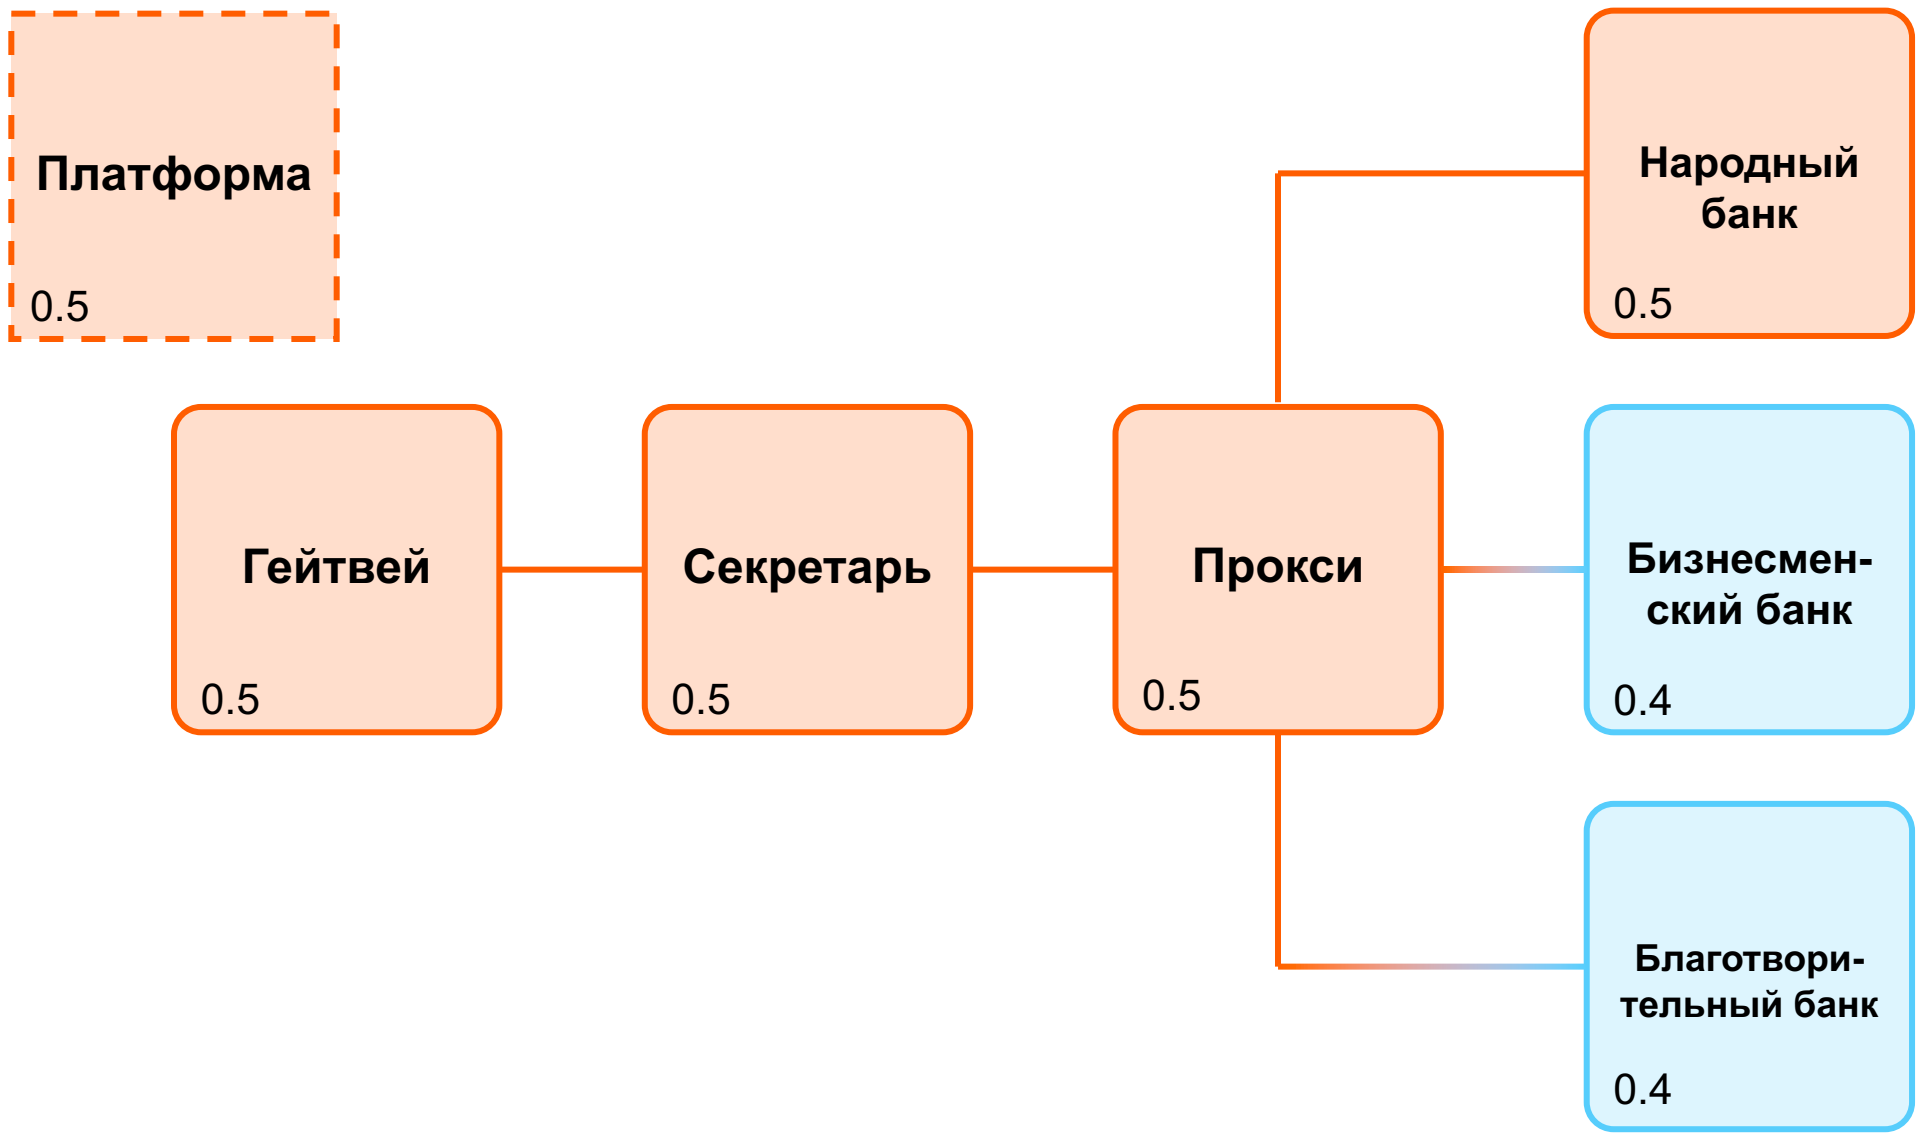 Платформа
0.5
Народный
банк
0.5
Гейтвей
0.5
Секретарь
0.5
Прокси
0.5
Бизнесмен-
ский банк
0.4
Благотвори-
тельный банк
0.4